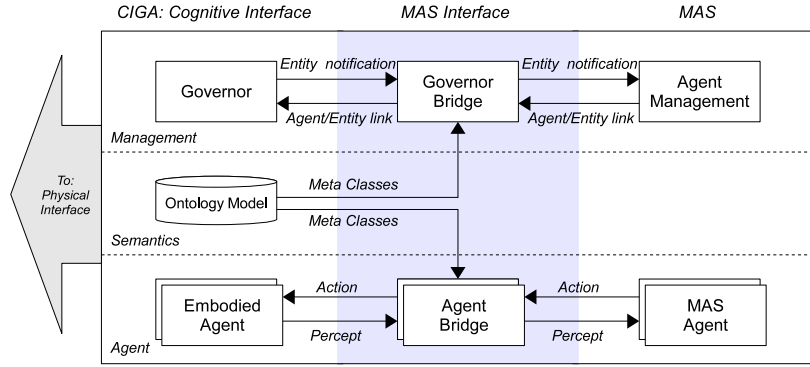 CIGA: Cognitive Interface
MAS Interface
MAS
Entity notification
Entity notification
Governor
Governor
Bridge
Agent
Management
Agent/Entity link
Agent/Entity link
Management
To:
Physical
Interface
Meta Classes
Ontology Model
Meta Classes
Semantics
Action
Action
Embodied
Agent
Agent
Bridge
MAS
Agent
Percept
Percept
Agent